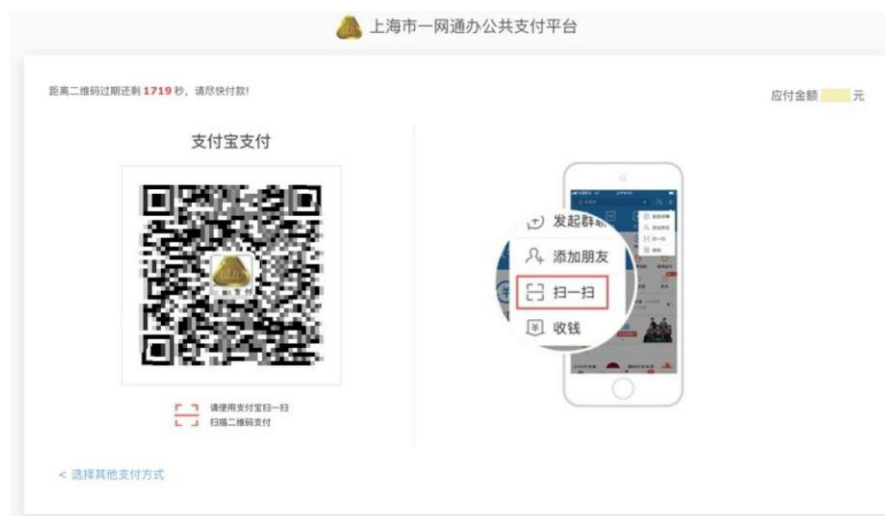 上海市一网通办公共支付平台
距离二维码过期还剩 1719 秒，请尽快付款!
应付金额 元
支付宝支付
发起群聊
添加朋友
扫一扫
收钱
请使用支付宝扫一扫
扫描二维码支付
< 选择其他支付方式